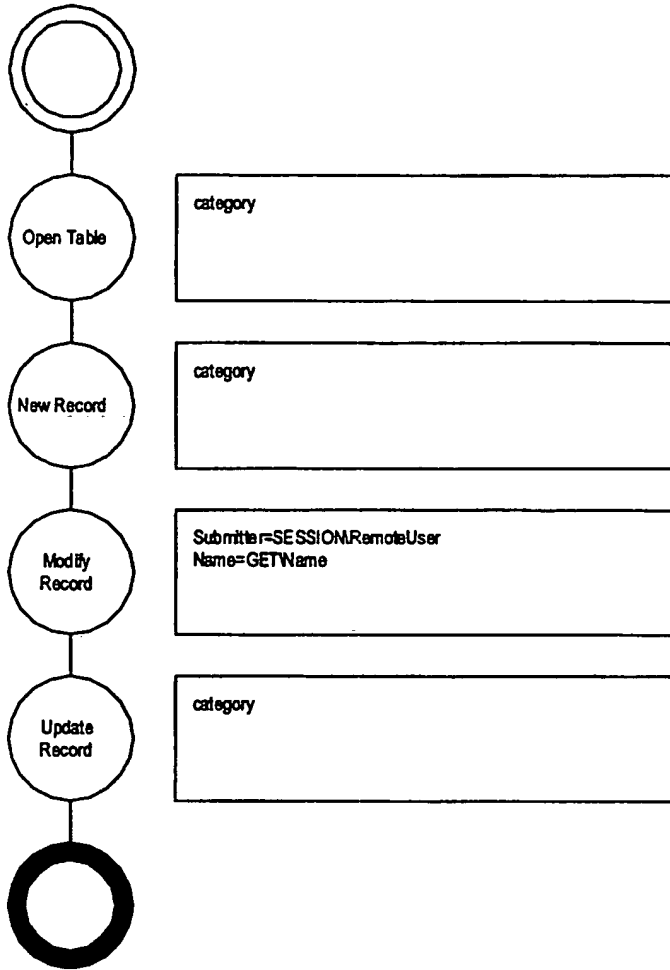 Open Table
category
New Record
category
Modify
Record
Submitter=SESSION\RemoteUser
Name=GET\Name
Update
Record
category